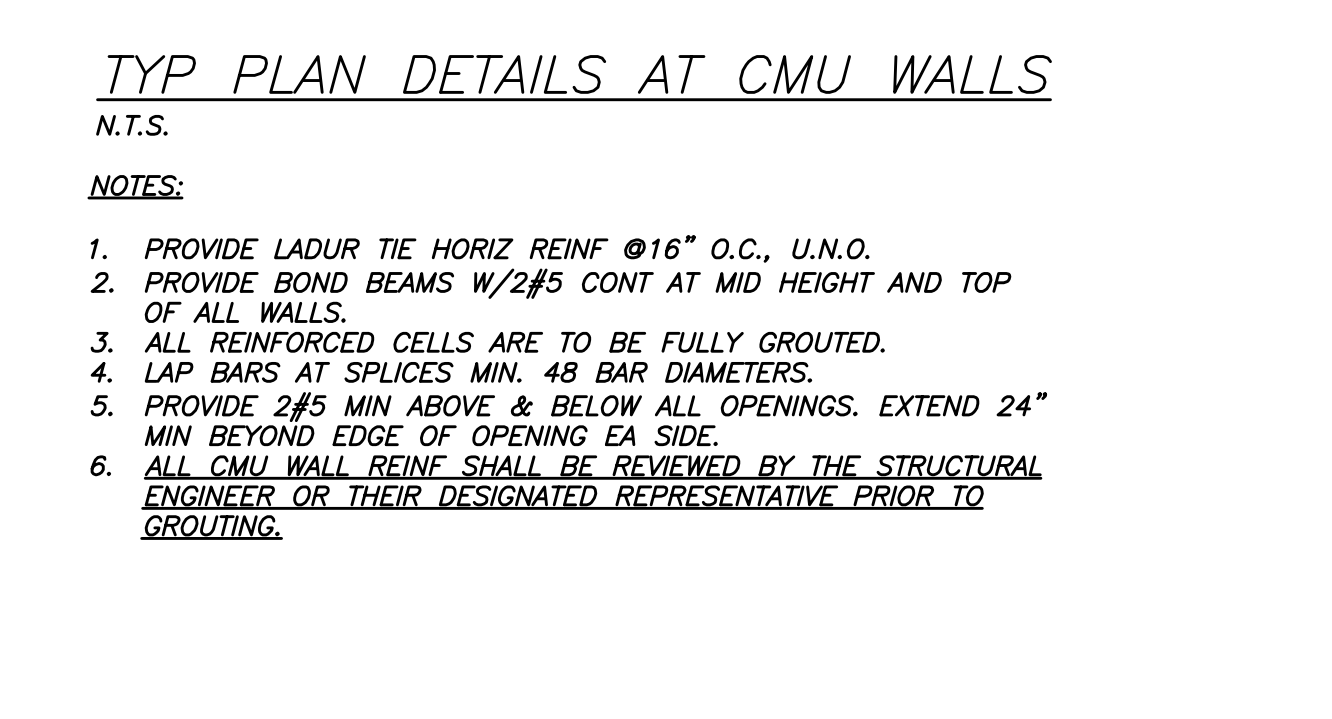 TYP PLAN DETAILS AT CMU WALLS
N.T.S.
NOTES:
1. PROVIDE LADUR TIE HORIZ REINF @16" O.C., U.N.O.
2. PROVIDE BOND BEAMS W/2#5 CONT AT MID HEIGHT AND TOP
OF ALL WALLS.
3. ALL REINFORCED CELLS ARE TO BE FULLY GROUTED.
4. LAP BARS AT SPLICES MIN. 48 BAR DIAMETERS.
5. PROVIDE 2#5 MIN ABOVE & BELOW ALL OPENINGS. EXTEND 24"
MIN BEYOND EDGE OF OPENING EA SIDE.
6. ALL CMU WALL REINF SHALL BE REVIEWED BY THE STRUCTURAL
ENGINEER OR THEIR DESIGNATED REPRESENTATIVE PRIOR TO
GROUTING.